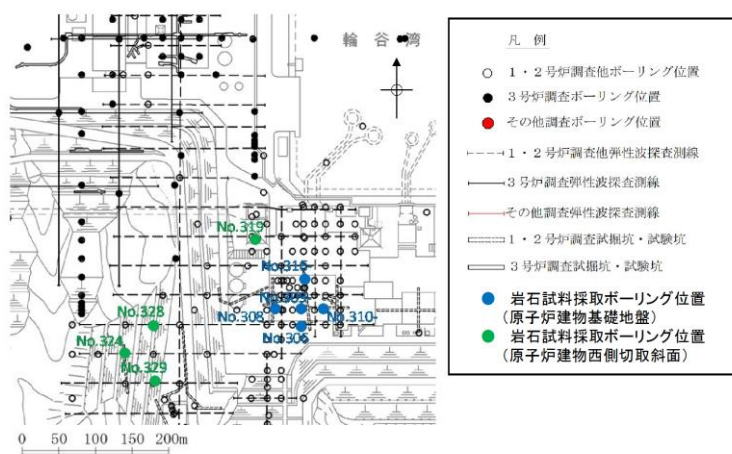 輪谷湾
No.319
No.315
No.308
No.310
No.306
No.328
No.324
No.329
0 50 100 150 200m
凡 例
1・2号炉調査他ボーリング位置
3号炉調査ボーリング位置
その他調査ボーリング位置
1・2号炉調査他弾性波探査測線
3号炉調査弾性波探査測線
その他調査弾性波探査測線
1・2号炉調査試掘坑・試験坑
3号炉調査試掘坑・試験坑
岩石試料採取ボーリング位置
(原子炉建物基礎地盤)
岩石試料採取ボーリング位置
(原子炉建物西側切取斜面)